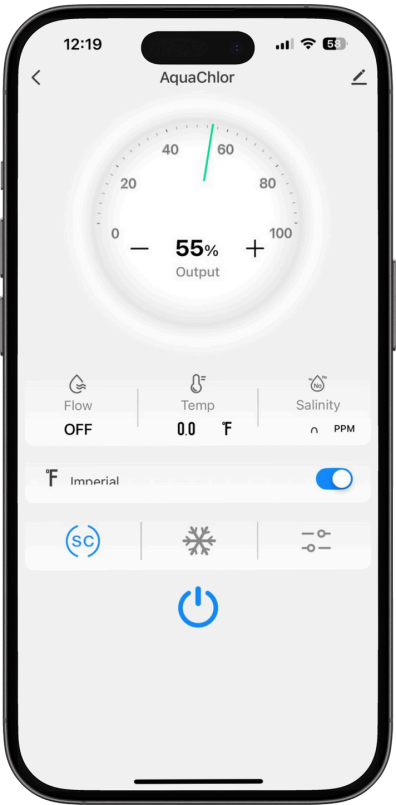 12:19
58
AquaChlor
40 60
20 80
0 100
55%
Output
Flow Temp Salinity
OFF 0.0 °F PPM
°F Imperial
SC